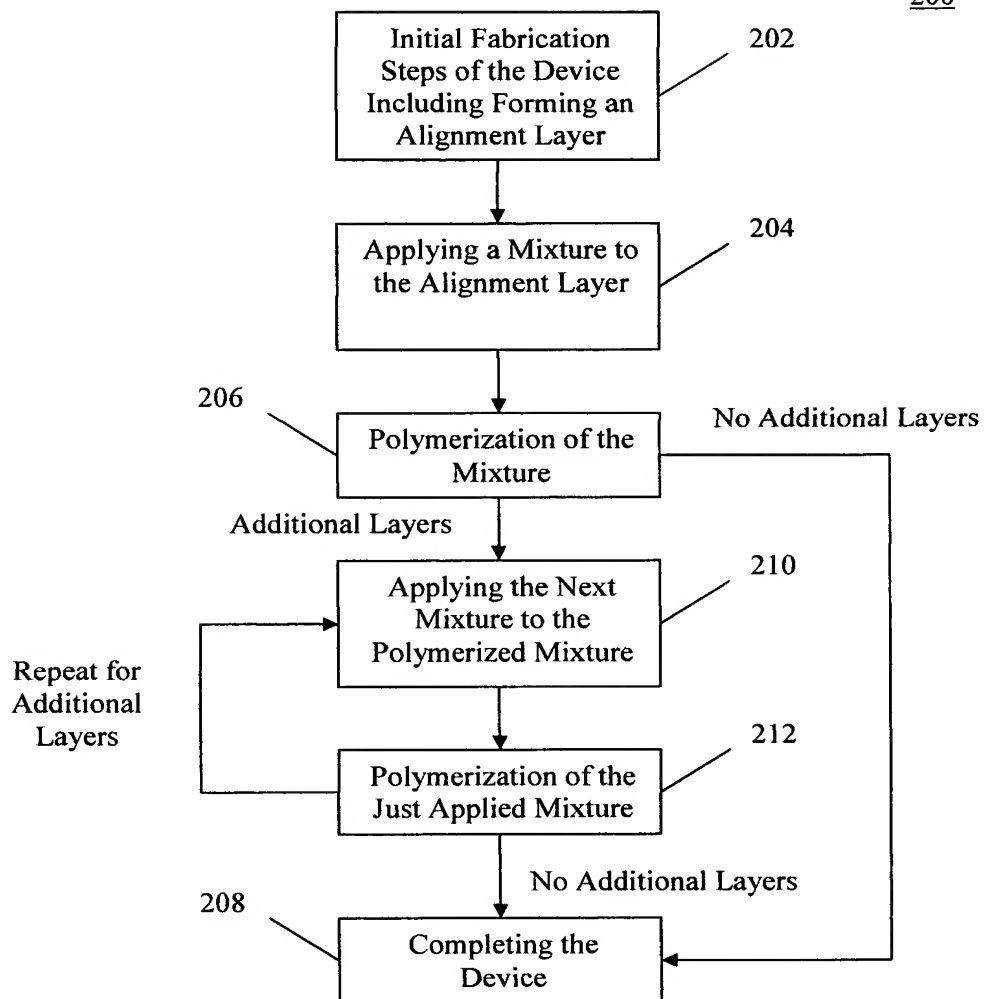 200
Initial Fabrication
Steps of the Device
Including Forming an
Alignment Layer
202
Applying a Mixture to
the Alignment Layer
204
206
Polymerization of the
Mixture
No Additional Layers
Additional Layers
Applying the Next
Mixture to the
Polymerized Mixture
210
Repeat for
Additional
Layers
Polymerization of the
Just Applied Mixture
212
No Additional Layers
208
Completing the
Device